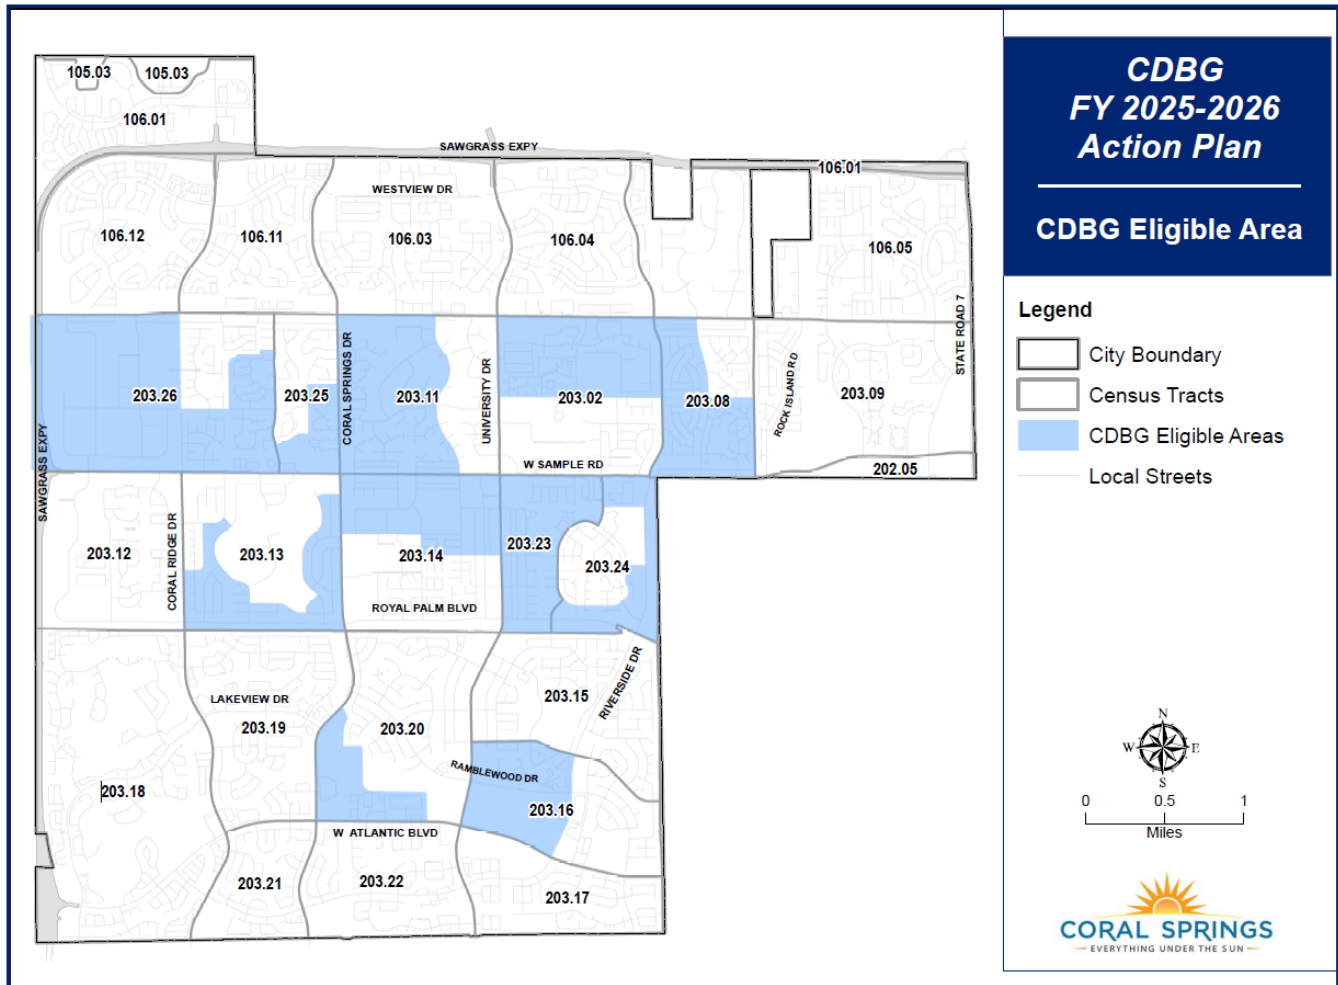 105.03
105.03
106.01
SAWGRASS EXPY
106.01
WESTVIEW DR
106.12
106.11
106.03
106.04
106.05
STATE ROAD 7
CORAL SPRINGS DR
UNIVERSITY DR
ROCK ISLAND RD
203.26
203.25
203.11
203.02
203.08
203.09
SAWGRASS EXPY
W SAMPLE RD
202.05
203.12
CORAL RIDGE DR
203.13
203.14
203.23
203.24
ROYAL PALM BLVD
LAKEVIEW DR
203.19
203.20
203.15
RIVERSIDE DR
RAMBLEWOOD DR
203.18
203.16
W ATLANTIC BLVD
203.21
203.22
203.17
CDBG
FY 2025-2026
Action Plan
CDBG Eligible Area
Legend
City Boundary
Census Tracts
CDBG Eligible Areas
Local Streets
N
W E
S
0 0.5 1
Miles
CORAL SPRINGS
EVERYTHING UNDER THE SUN